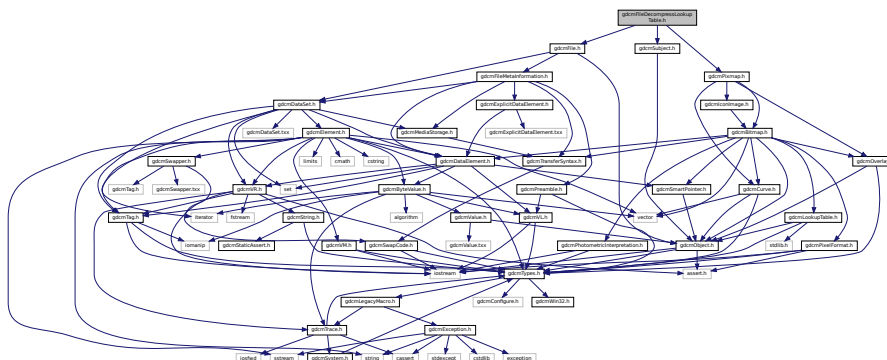 gdcmFileDecompressLookup
Table.h
gdcmFile.h
gdcmSubject.h
gdcmFileMetaInformation.h
gdcmPixmap.h
gdcmDataSet.h
gdcmExplicitDataElement.h
gdcmIconImage.h
gdcmDataSet.txx
gdcmElement.h
gdcmMediaStorage.h
gdcmExplicitDataElement.txx
gdcmBitmap.h
gdcmSwapper.h
limits
cmath
cstring
gdcmDataElement.h
gdcmTransferSyntax.h
gdcmOverlay
gdcmTag.h
gdcmSwapper.txx
gdcmVR.h
set
gdcmByteValue.h
gdcmPreamble.h
gdcmSmartPointer.h
gdcmCurve.h
gdcmTag.h
iterator
fstream
gdcmString.h
algorithm
gdcmValue.h
gdcmVL.h
vector
gdcmLookupTable.h
iomanip
gdcmStaticAssert.h
gdcmVM.h
gdcmSwapCode.h
gdcmValue.txx
gdcmPhotometricInterpretation.h
gdcmObject.h
stdlib.h
gdcmPixelFormat.h
iostream
gdcmTypes.h
assert.h
gdcmLegacyMacro.h
gdcmConfigure.h
gdcmWin32.h
gdcmTrace.h
gdcmException.h
iosfwd
sstream
gdcmSystem.h
string
cassert
stdexcept
cstdlib
exception